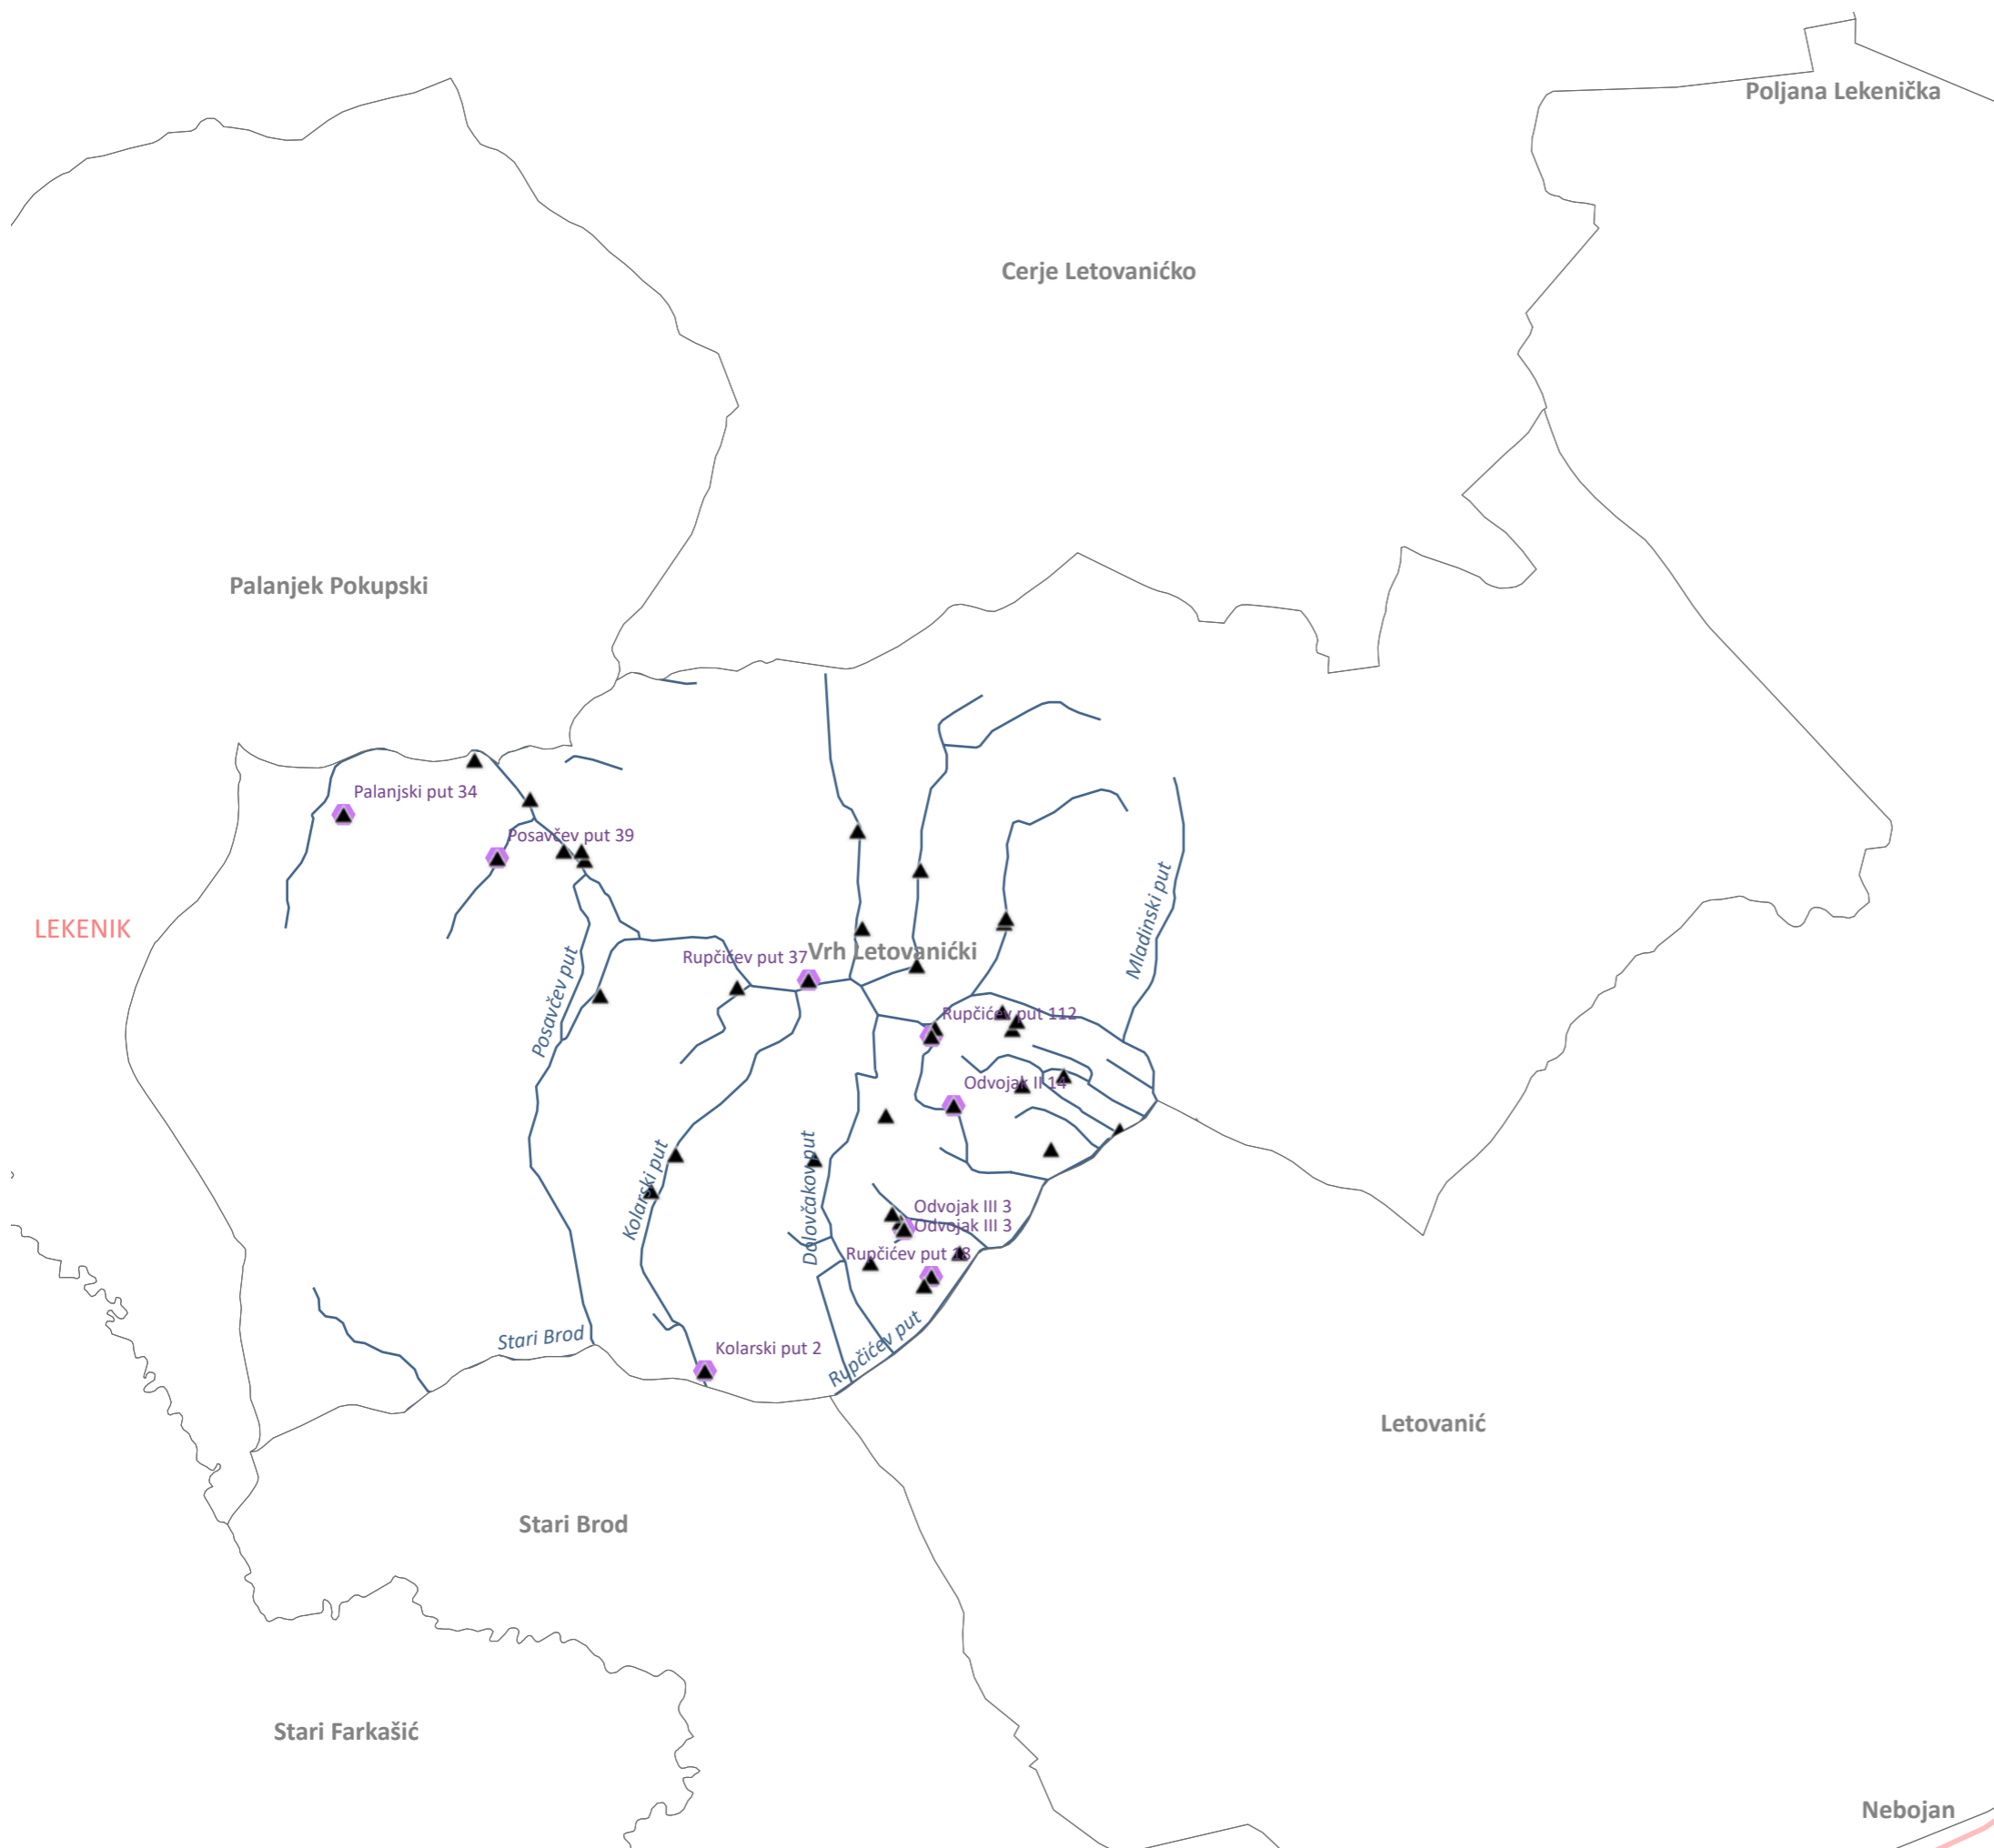 Poljana Lekenička
Cerje Letovanićko
Palanjek Pokupski
Palanjski put 34
Posavčev put 39
LEKENIK
Mladinski put
Vrh Letovanićki
Rupčićev put 37
Posavčev put
Rupčićev put 112
Odvojak II 14
Kolarski put
Dolovčakov put
Odvojak III 3
Odvojak III 3
Rupčićev put 13
Stari Brod
Rupčićev put
Kolarski put 2
Letovanić
Stari Brod
Stari Farkašić
Nebojan